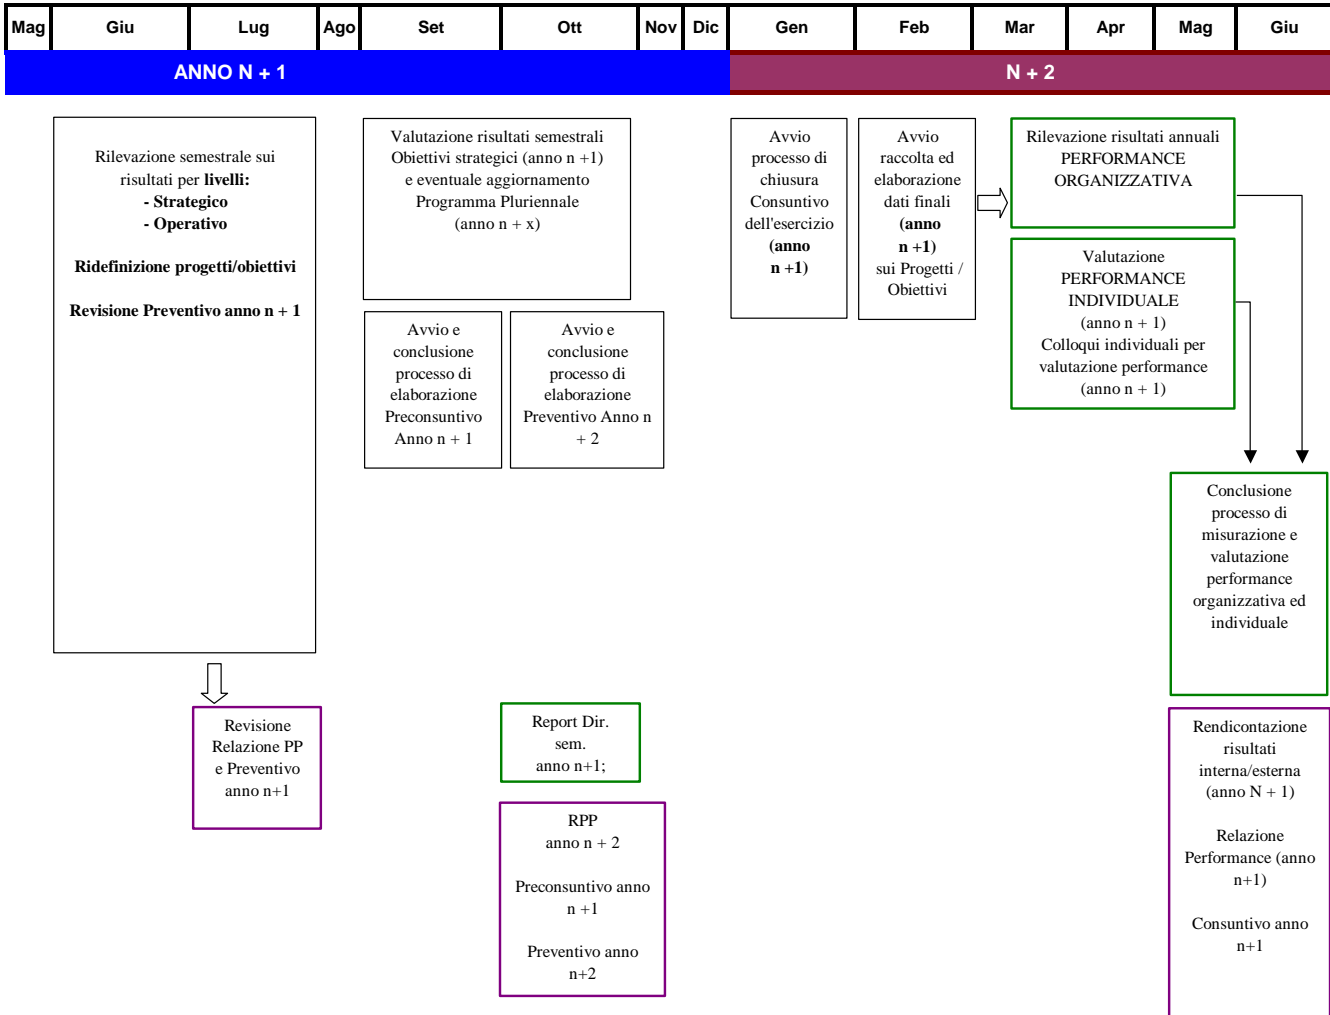 Mag Giu Lug Ago Set Ott Nov Dic Gen Feb Mar Apr Mag Giu
ANNO N + 1
N + 2
Rilevazione semestrale sui
risultati per livelli:
- Strategico
- Operativo
Ridefinizione progetti/obiettivi
Revisione Preventivo anno n + 1
Valutazione risultati semestrali
Obiettivi strategici (anno n +1)
e eventuale aggiornamento
Programma Pluriennale
(anno n + x)
Avvio e
conclusione
processo di
elaborazione
Preconsuntivo
Anno n + 1
Avvio e
conclusione
processo di
elaborazione
Preventivo Anno n
+ 2
Avvio
processo di
chiusura
Consuntivo
dell'esercizio
(anno
n +1)
Avvio
raccolta ed
elaborazione
dati finali
(anno
n +1)
sui Progetti /
Obiettivi
Rilevazione risultati annuali
PERFORMANCE
ORGANIZZATIVA
Valutazione
PERFORMANCE
INDIVIDUALE
(anno n + 1)
Colloqui individuali per
valutazione performance
(anno n + 1)
Conclusione
processo di
misurazione e
valutazione
performance
organizzativa ed
individuale
Revisione
Relazione PP
e Preventivo
anno n+1
Report Dir.
sem.
anno n+1;
RPP
anno n + 2
Preconsuntivo anno
n +1
Preventivo anno
n+2
Rendicontazione
risultati
interna/esterna
(anno N + 1)
Relazione
Performance (anno
n+1)
Consuntivo anno
n+1